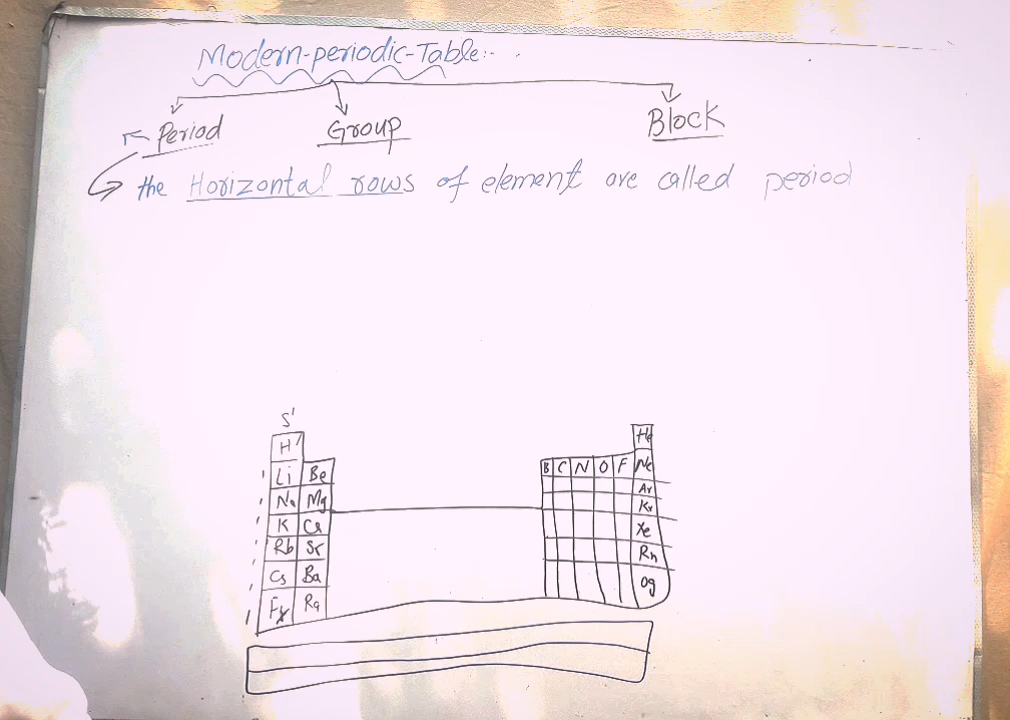 Modern-periodic-Table:-
Period Group Block
the Horizontal rows of element are called period
S'
H He
Li Be B C N O F Ne
Na Mg Ar
K Ca Kr
Rb Sr Xe
Cs Ba Rn
Fr Ra Og